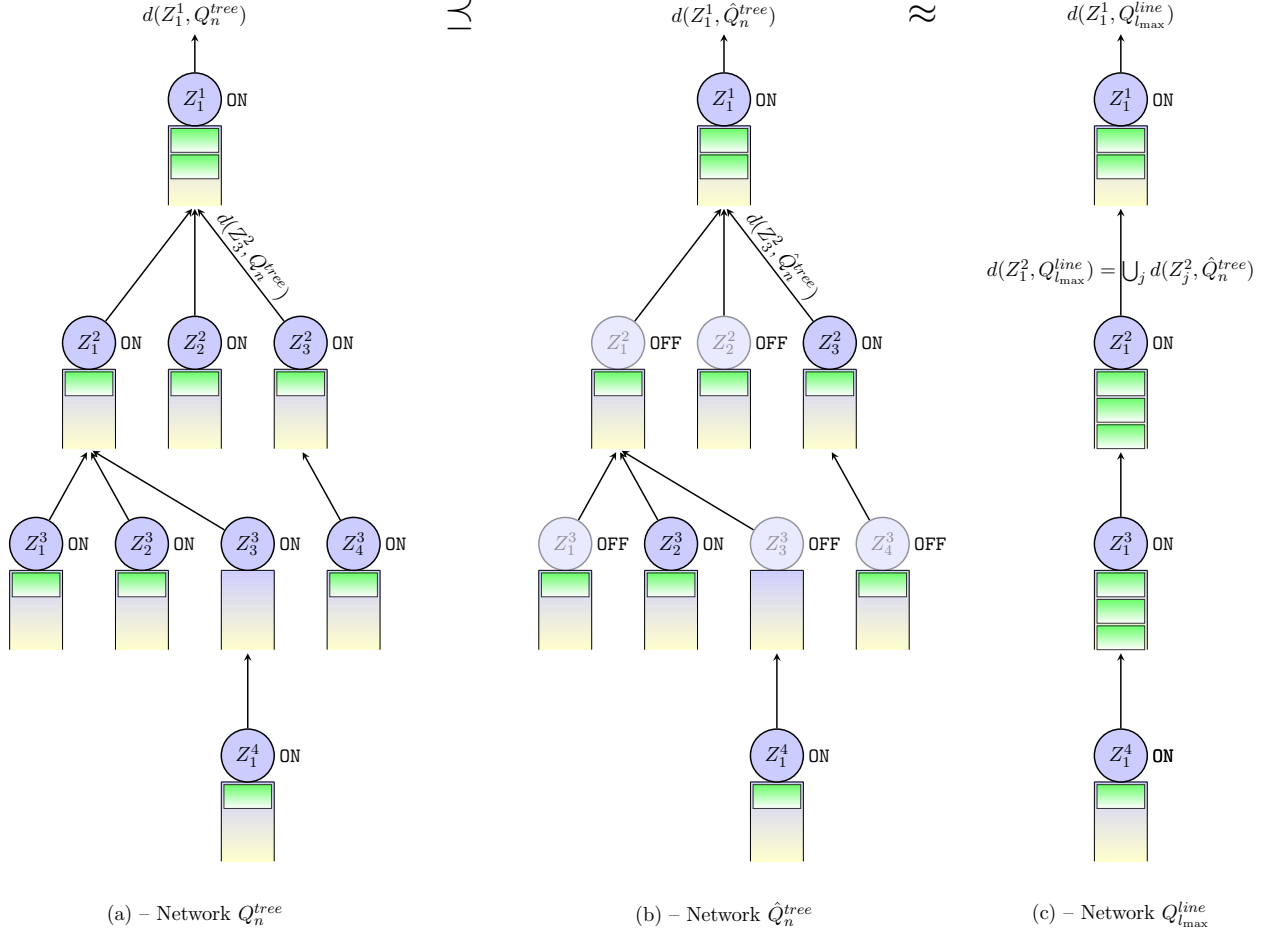 $d(Z_1^1, Q_n^{tree})$ ⪯ $d(Z_1^1, \hat{Q}_n^{tree})$ ≈ $d(Z_1^1, Q_{l_{\max}}^{line})$
$Z_1^1$ ON $Z_1^1$ ON $Z_1^1$ ON
$d(Z_3^2, Q_n^{tree})$ $d(Z_3^2, \hat{Q}_n^{tree})$
$d(Z_1^2, Q_{l_{\max}}^{line}) = \bigcup_j d(Z_j^2, \hat{Q}_n^{tree})$
$Z_1^2$ ON $Z_2^2$ ON $Z_3^2$ ON $Z_1^2$ OFF $Z_2^2$ OFF $Z_3^2$ ON $Z_1^2$ ON
$Z_1^3$ ON $Z_2^3$ ON $Z_3^3$ ON $Z_4^3$ ON $Z_1^3$ OFF $Z_2^3$ ON $Z_3^3$ OFF $Z_4^3$ OFF $Z_1^3$ ON
$Z_1^4$ ON $Z_1^4$ ON $Z_1^4$ ON
(a) – Network $Q_n^{tree}$ (b) – Network $\hat{Q}_n^{tree}$ (c) – Network $Q_{l_{\max}}^{line}$